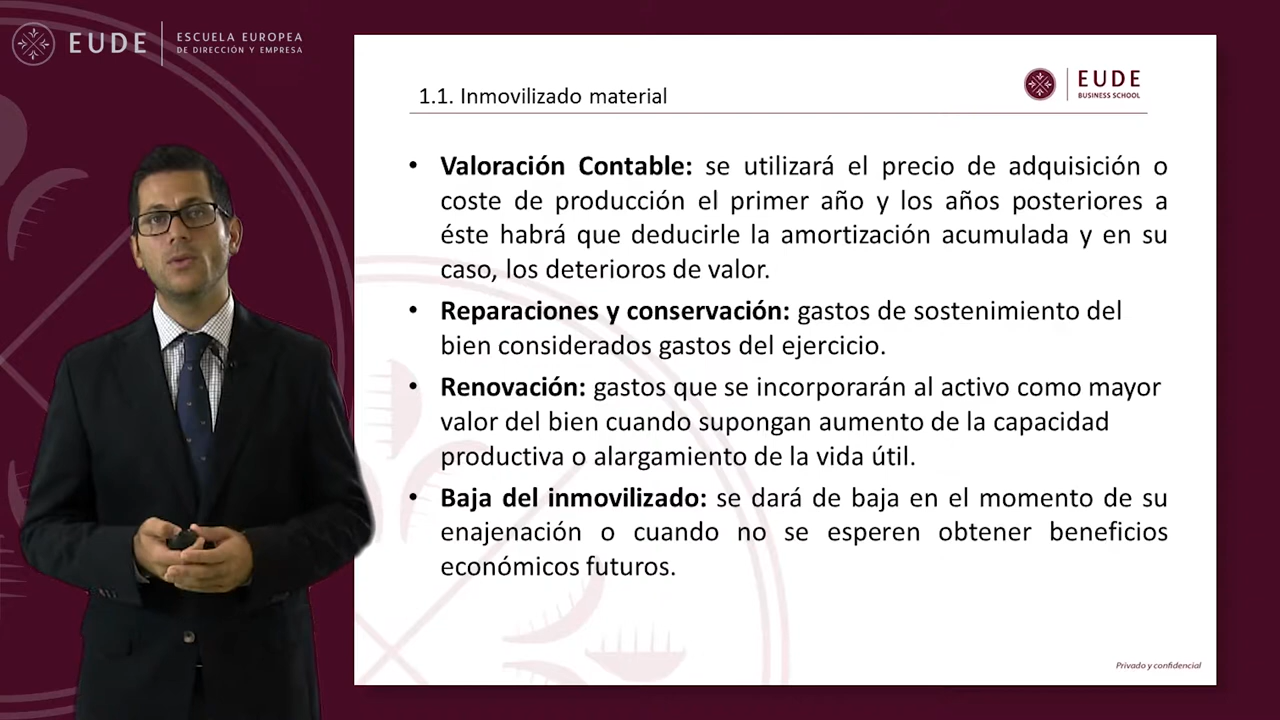 EUDE
ESCUELA EUROPEA
DE DIRECCIÓN Y EMPRESA
1.1. Inmovilizado material
EUDE
BUSINESS SCHOOL
• Valoración Contable: se utilizará el precio de adquisición o
coste de producción el primer año y los años posteriores a
éste habrá que deducirle la amortización acumulada y en su
caso, los deterioros de valor.
• Reparaciones y conservación: gastos de sostenimiento del
bien considerados gastos del ejercicio.
• Renovación: gastos que se incorporarán al activo como mayor
valor del bien cuando supongan aumento de la capacidad
productiva o alargamiento de la vida útil.
• Baja del inmovilizado: se dará de baja en el momento de su
enajenación o cuando no se esperen obtener beneficios
económicos futuros.
Privado y confidencial